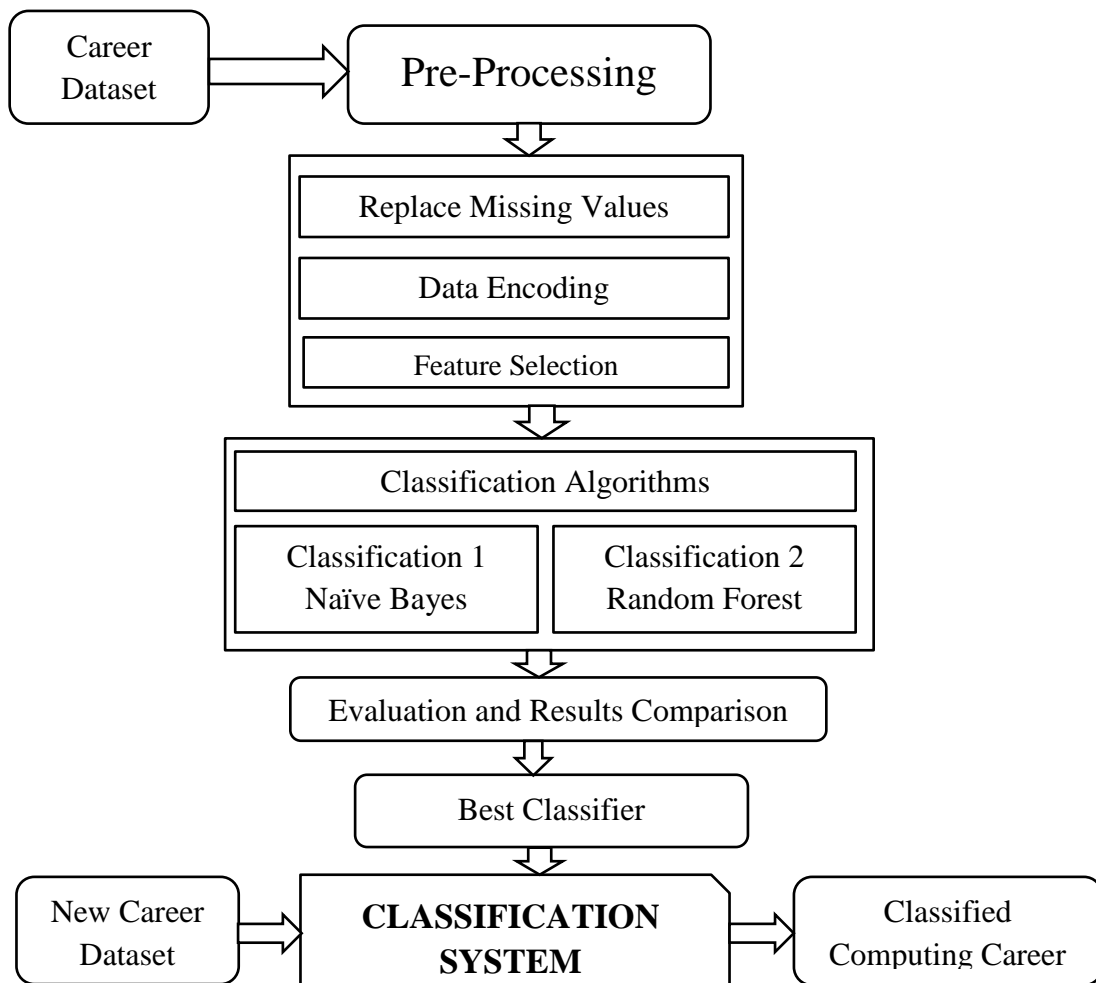 Career
Dataset
Pre-Processing
Replace Missing Values
Data Encoding
Feature Selection
Classification Algorithms
Classification 1
Naïve Bayes
Classification 2
Random Forest
Evaluation and Results Comparison
Best Classifier
New Career
Dataset
CLASSIFICATION
SYSTEM
Classified
Computing Career